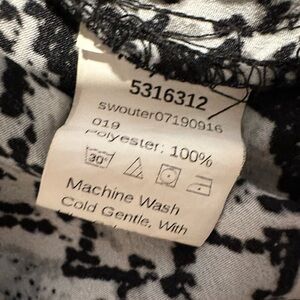 5316312
swouter07190916
019
Polyester: 100%
30°
Machine Wash
Cold Gentle, With